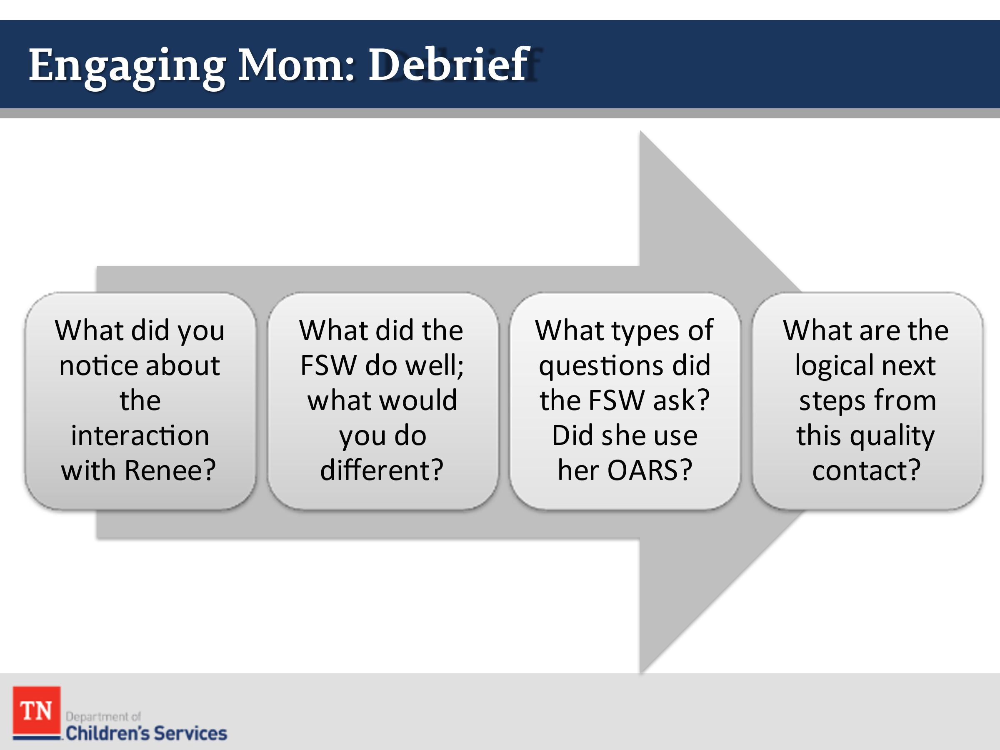 Engaging Mom: Debrief
What did you
notice about
the
interaction
with Renee?
What did the
FSW do well;
what would
you do
different?
What types of
questions did
the FSW ask?
Did she use
her OARS?
What are the
logical next
steps from
this quality
contact?
TN
Department of
Children's Services